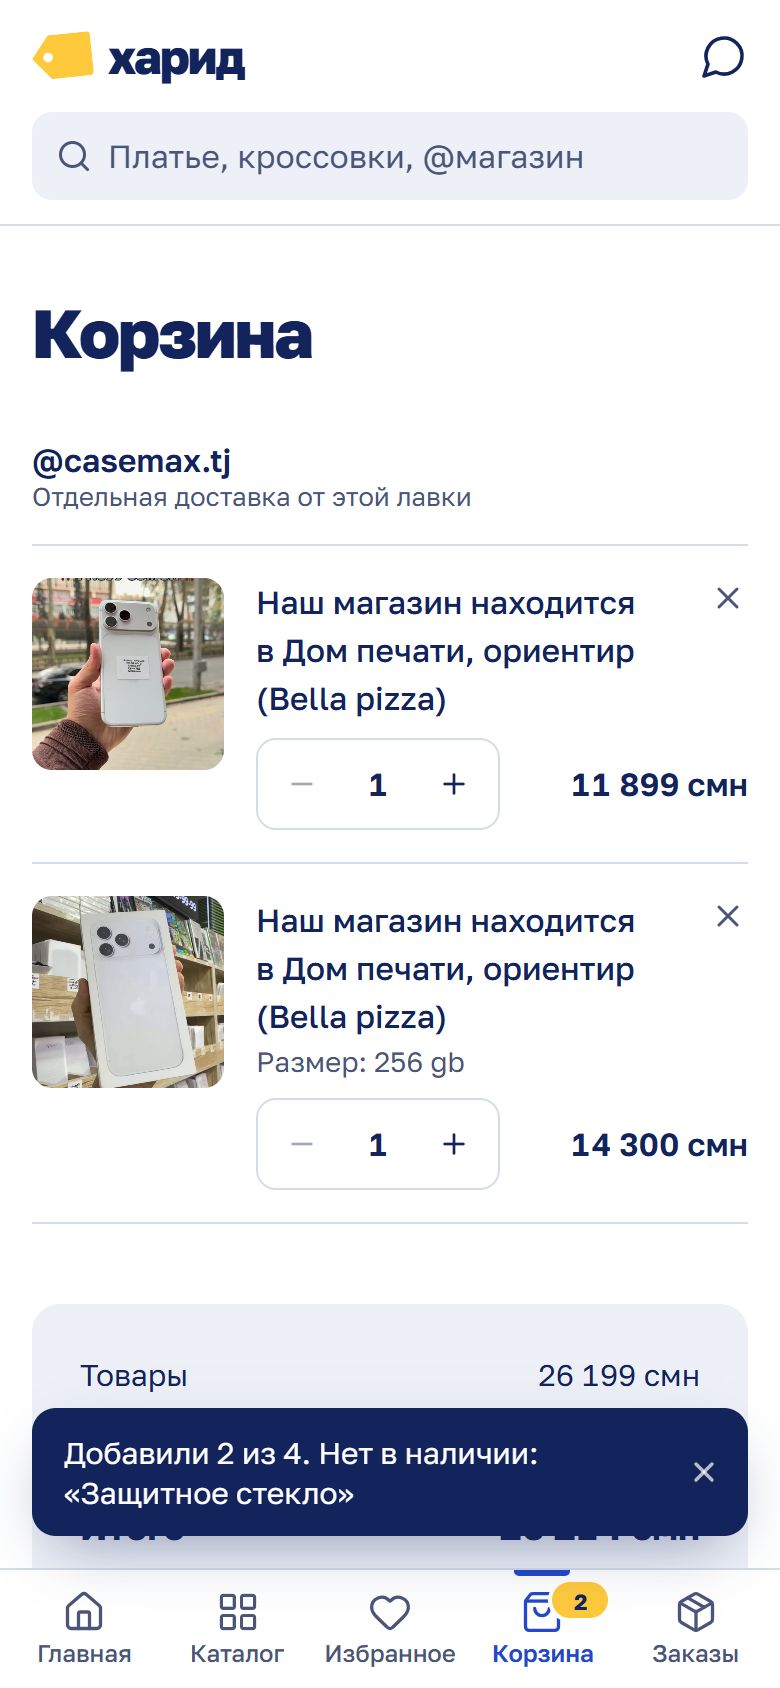 харид
Платье, кроссовки, @магазин
Корзина
@casemax.tj
Отдельная доставка от этой лавки
Наш магазин находится
в Дом печати, ориентир
(Bella pizza)
1
11 899 смн
Наш магазин находится
в Дом печати, ориентир
(Bella pizza)
Размер: 256 gb
1
14 300 смн
Товары
26 199 смн
Добавили 2 из 4. Нет в наличии:
«Защитное стекло»
2
Главная
Каталог
Избранное
Корзина
Заказы